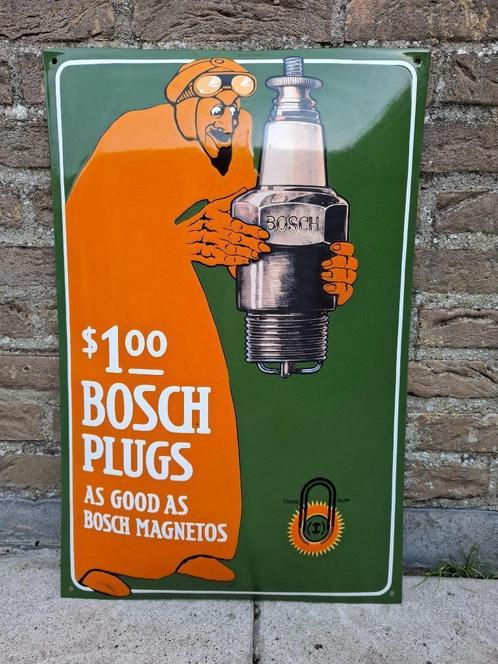 BOSCH
$1.00
BOSCH
PLUGS
AS GOOD AS
BOSCH MAGNETOS
TRADE MARK